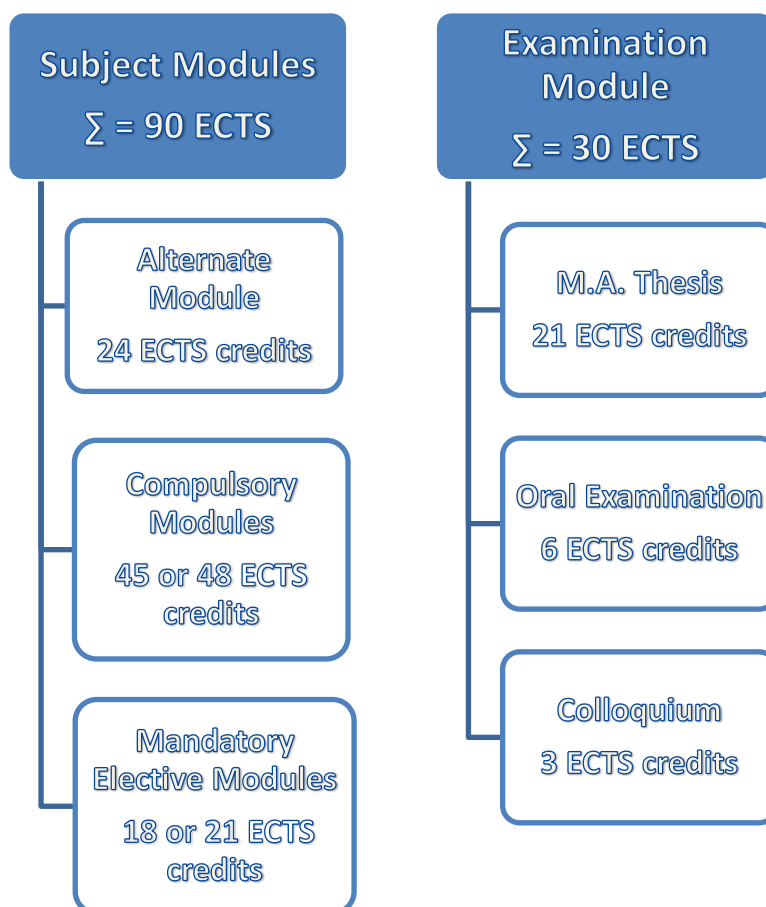 Subject Modules
∑ = 90 ECTS
Alternate
Module
24 ECTS credits
Compulsory
Modules
45 or 48 ECTS
credits
Mandatory
Elective Modules
18 or 21 ECTS
credits
Examination
Module
∑ = 30 ECTS
M.A. Thesis
21 ECTS credits
Oral Examination
6 ECTS credits
Colloquium
3 ECTS credits